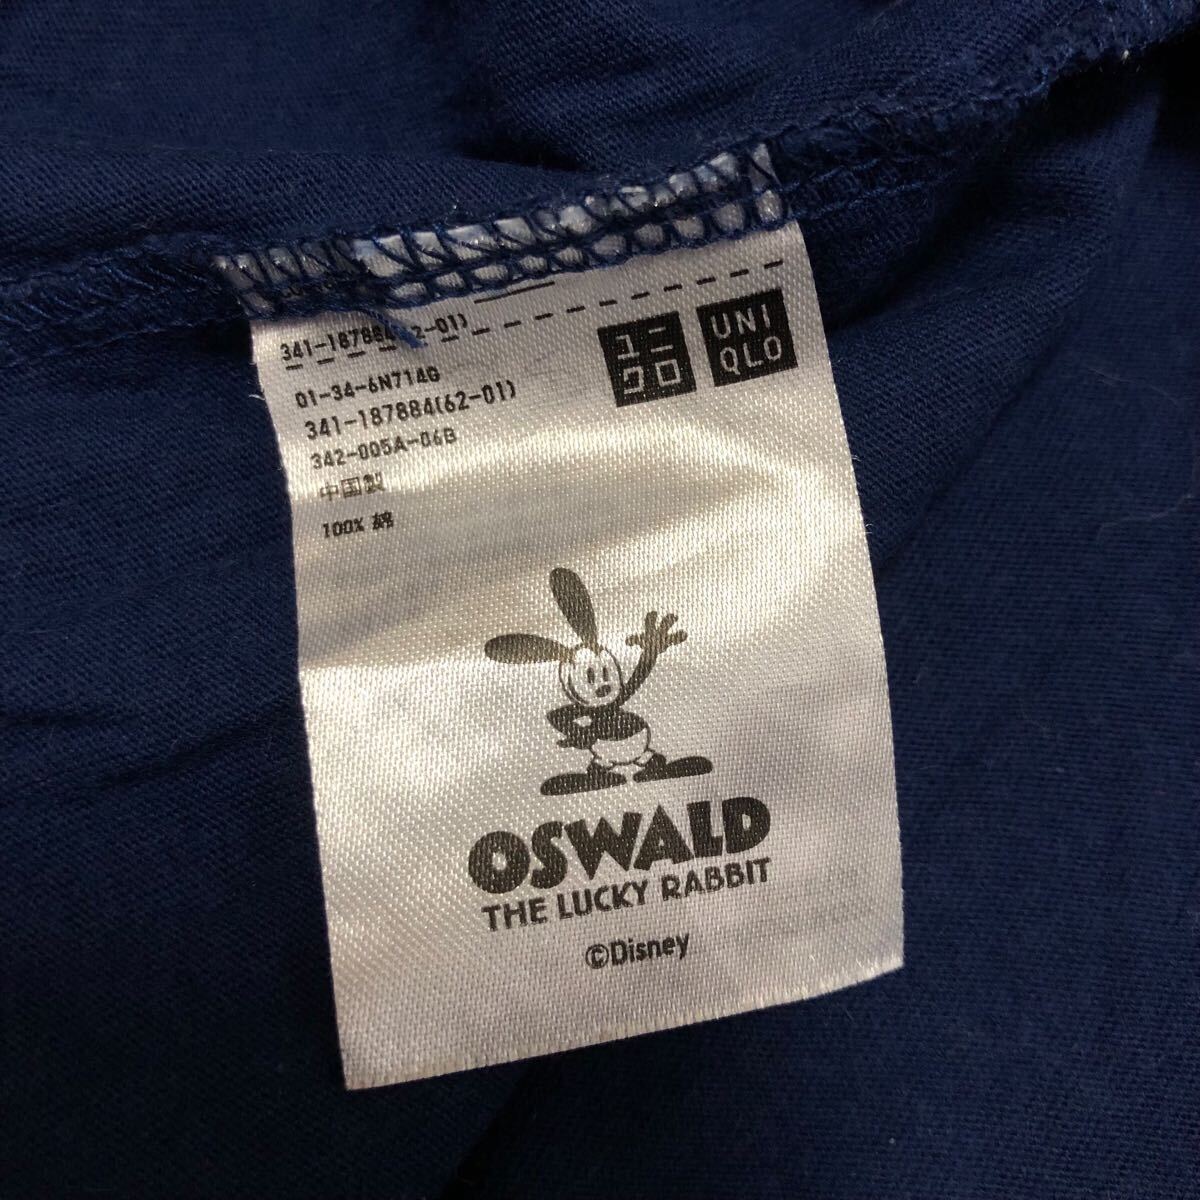 341-187884(62-01)
01-34-6N714G
341-187884(62-01)
342-005A-06B
中国製
100% 綿
ユニ
クロ
UNI
QLO
OSWALD
THE LUCKY RABBIT
©Disney